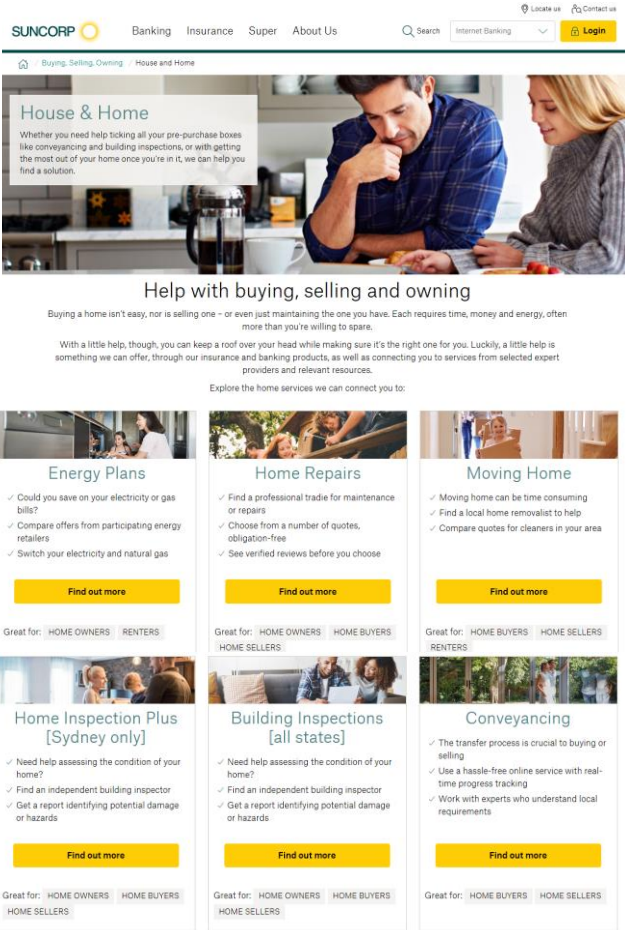 Locate us Contact us
SUNCORP Banking Insurance Super About Us Search Internet Banking Login
Buying, Selling, Owning / House and Home
House & Home
Whether you need help ticking all your pre-purchase boxes
like conveyancing and building inspections, or with getting
the most out of your home once you're in it, we can help you
find a solution.
Help with buying, selling and owning
Buying a home isn't easy, nor is selling one – or even just maintaining the one you have. Each requires time, money and energy, often
more than you're willing to spare.
With a little help, though, you can keep a roof over your head while making sure it's the right one for you. Luckily, a little help is
something we can offer, through our insurance and banking products, as well as connecting you to services from selected expert
providers and relevant resources.
Explore the home services we can connect you to:
Energy Plans
Could you save on your electricity or gas
bills?
Compare offers from participating energy
retailers
Switch your electricity and natural gas
Find out more
Great for: HOME OWNERS RENTERS
Home Repairs
Find a professional tradie for maintenance
or repairs
Choose from a number of quotes,
obligation-free
See verified reviews before you choose
Find out more
Great for: HOME OWNERS HOME BUYERS
HOME SELLERS
Moving Home
Moving home can be time consuming
Find a local home removalist to help
Compare quotes for cleaners in your area
Find out more
Great for: HOME BUYERS HOME SELLERS
RENTERS
Home Inspection Plus
[Sydney only]
Need help assessing the condition of your
home?
Find an independent building inspector
Get a report identifying potential damage
or hazards
Find out more
Great for: HOME OWNERS HOME BUYERS
HOME SELLERS
Building Inspections
[all states]
Need help assessing the condition of your
home?
Find an independent building inspector
Get a report identifying potential damage
or hazards
Find out more
Great for: HOME OWNERS HOME BUYERS
HOME SELLERS
Conveyancing
The transfer process is crucial to buying or
selling
Use a hassle-free online service with real-
time progress tracking
Work with experts who understand local
requirements
Find out more
Great for: HOME BUYERS HOME SELLERS